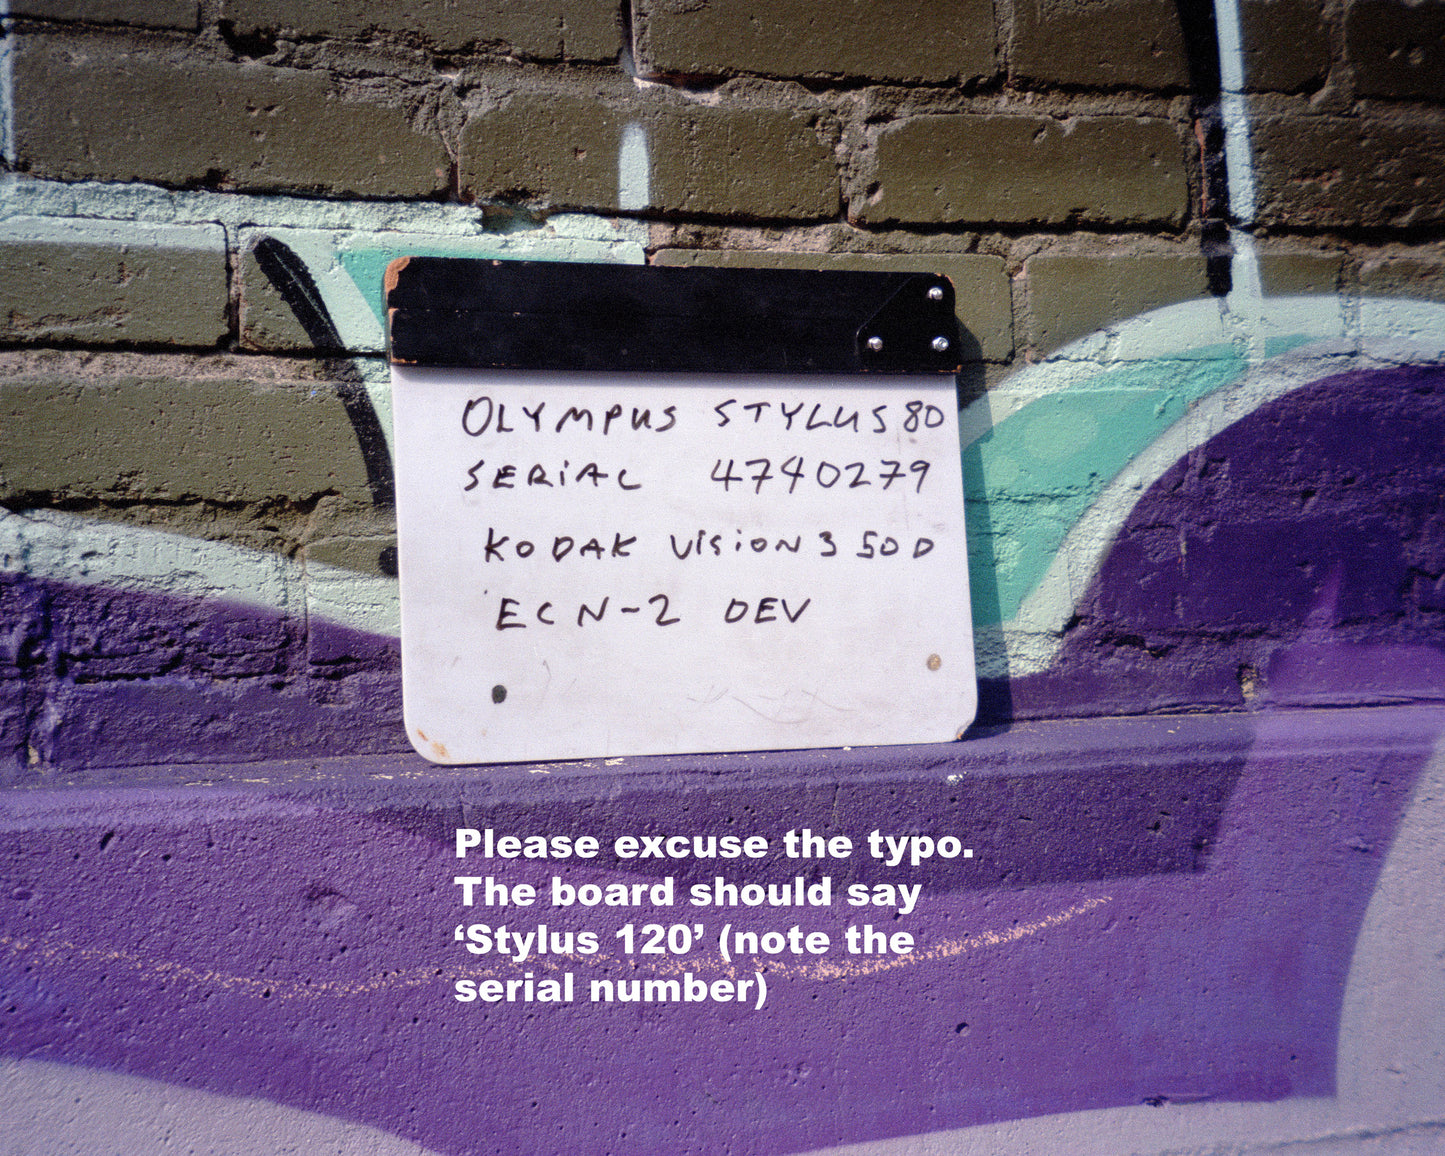 OLYMPUS STYLUS 80
SERIAL 4740279
KODAK VISION 3 50D
ECN-2 DEV
Please excuse the typo.
The board should say
‘Stylus 120’ (note the
serial number)